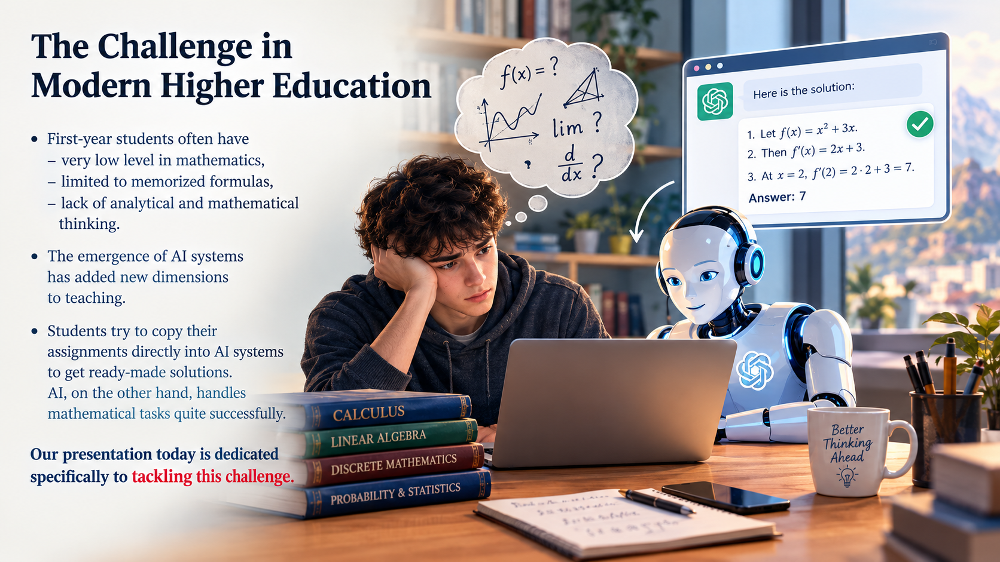 The Challenge in
Modern Higher Education
• First-year students often have
– very low level in mathematics,
– limited to memorized formulas,
– lack of analytical and mathematical
thinking.
• The emergence of AI systems
has added new dimensions
to teaching.
• Students try to copy their
assignments directly into AI systems
to get ready-made solutions.
AI, on the other hand, handles
mathematical tasks quite successfully.
Our presentation today is dedicated
specifically to tackling this challenge.
f(x) = ?
lim ?
d/dx ?
?
Here is the solution:
1. Let f(x) = x² + 3x.
2. Then f′(x) = 2x + 3.
3. At x = 2, f′(2) = 2 · 2 + 3 = 7.
Answer: 7
CALCULUS
LINEAR ALGEBRA
DISCRETE MATHEMATICS
PROBABILITY & STATISTICS
Better
Thinking
Ahead